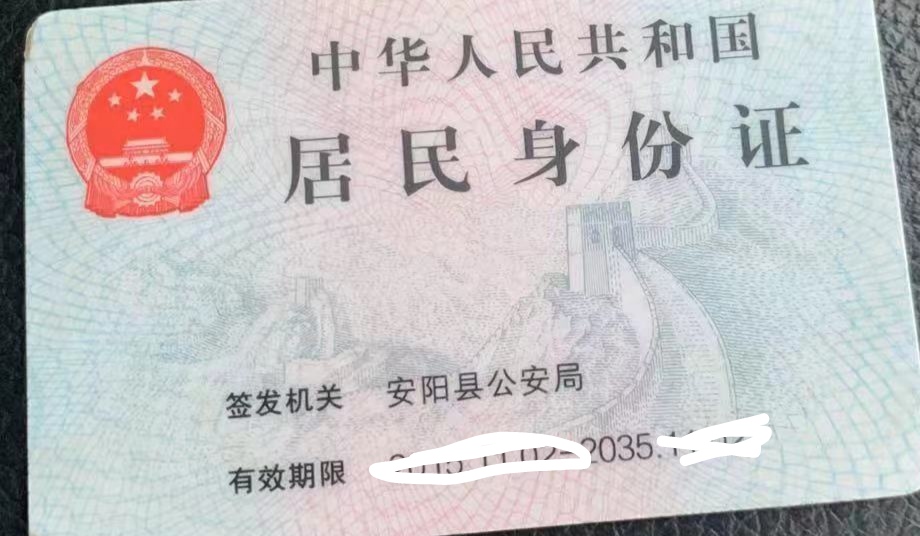 中华人民共和国
居民身份证
签发机关 安阳县公安局
有效期限 2035.